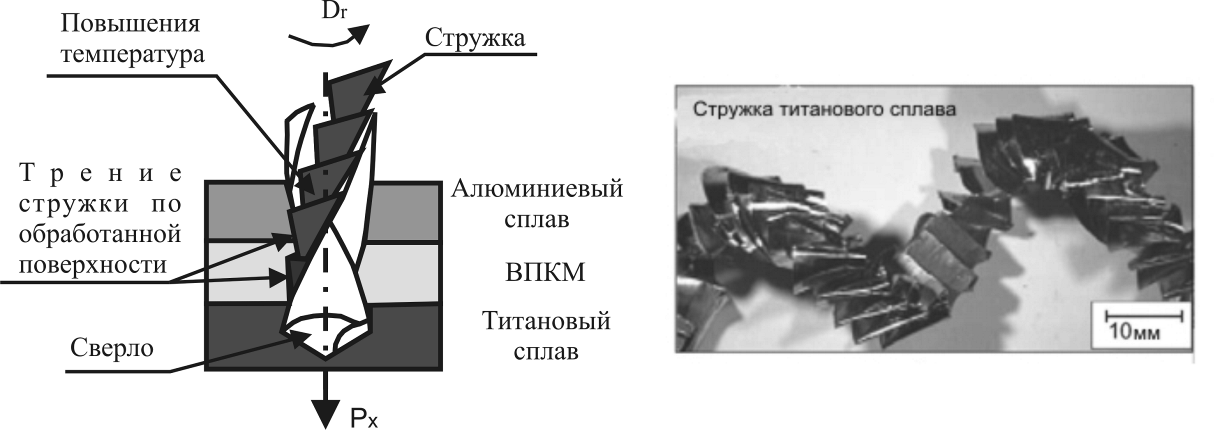 Повышения
температура
Dr
Стружка
Трение
стружки по
обработанной
поверхности
Сверло
Алюминиевый
сплав
ВПКМ
Титановый
сплав
Px
Стружка титанового сплава
10мм